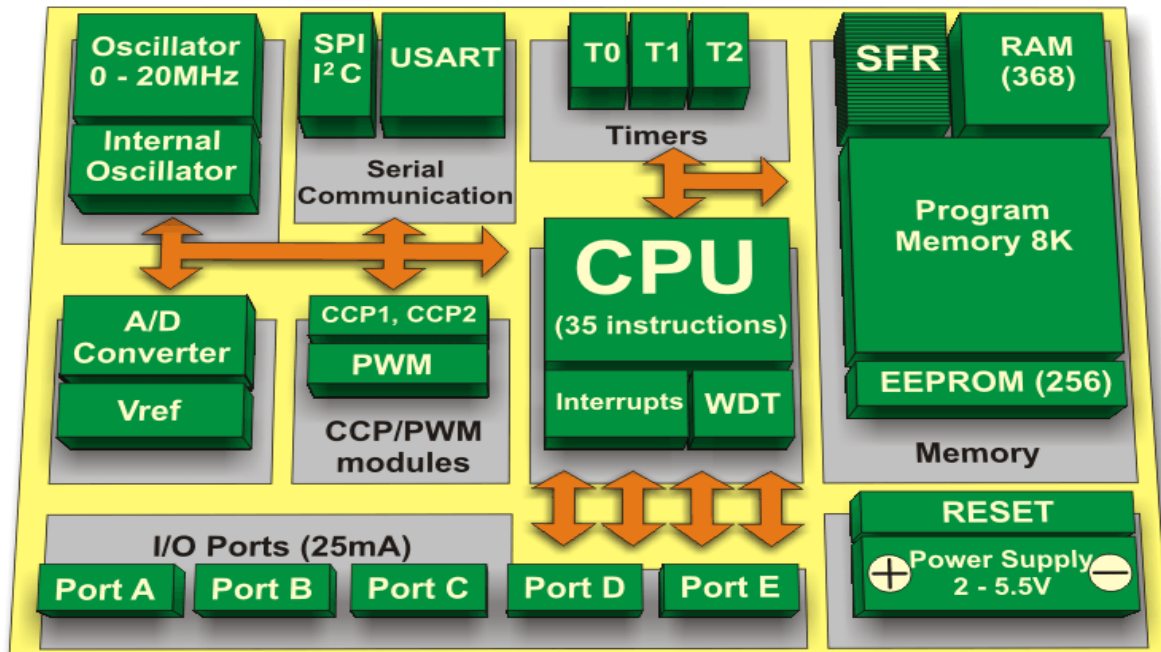 Oscillator
0 - 20MHz
Internal
Oscillator
SPI
I² C
USART
Serial
Communication
T0
T1
T2
Timers
SFR
RAM
(368)
Program
Memory 8K
EEPROM (256)
Memory
A/D
Converter
Vref
CCP1, CCP2
PWM
CCP/PWM
modules
CPU
(35 instructions)
Interrupts
WDT
I/O Ports (25mA)
Port A
Port B
Port C
Port D
Port E
RESET
+
Power Supply
2 - 5.5V
−